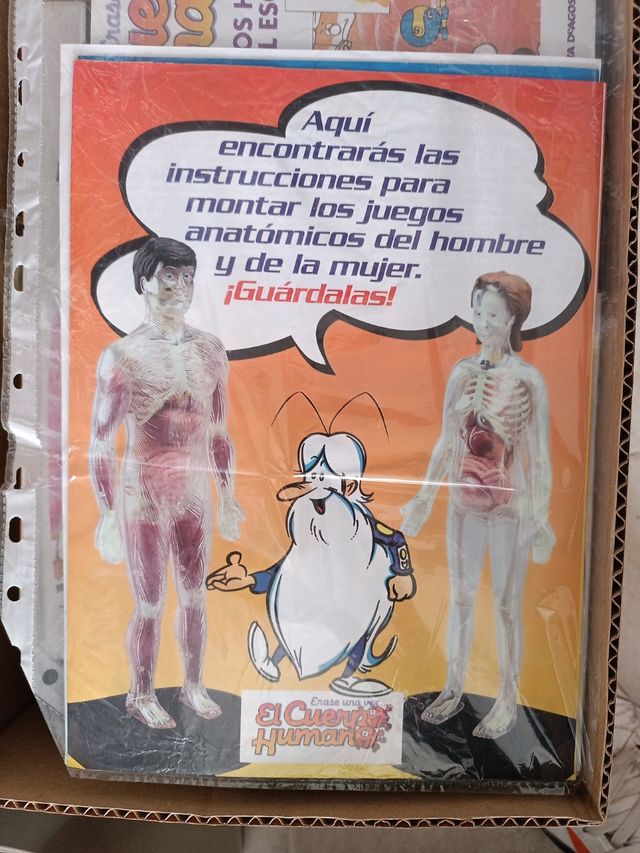 Aquí
encontrarás las
instrucciones para
montar los juegos
anatómicos del hombre
y de la mujer.
¡Guárdalas!
Erase una vez
El Cuerpo
Humano